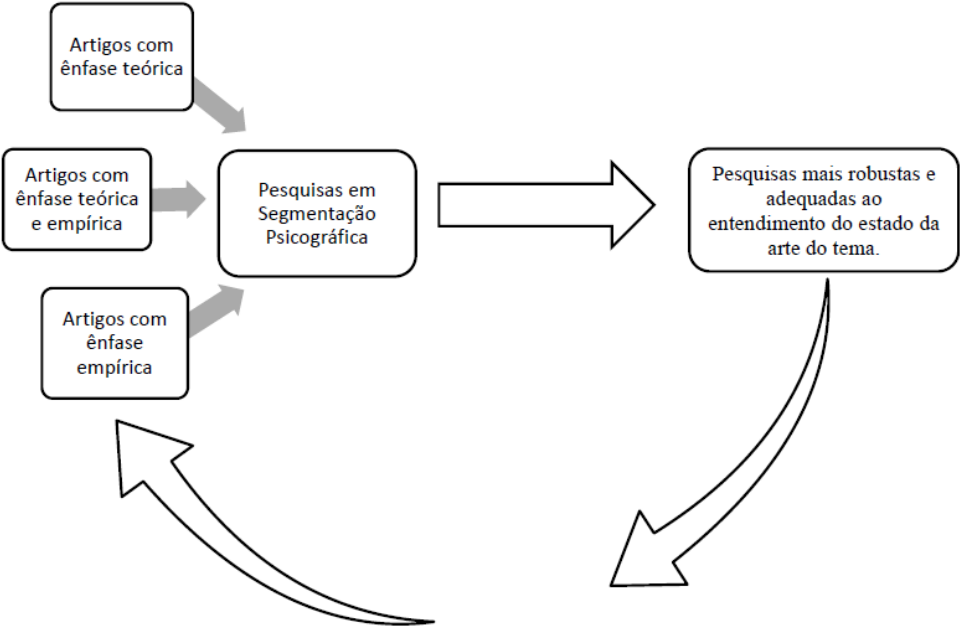 Artigos com
ênfase teórica
Artigos com
ênfase teórica
e empírica
Artigos com
ênfase
empírica
Pesquisas em
Segmentação
Psicográfica
Pesquisas mais robustas e
adequadas ao
entendimento do estado da
arte do tema.